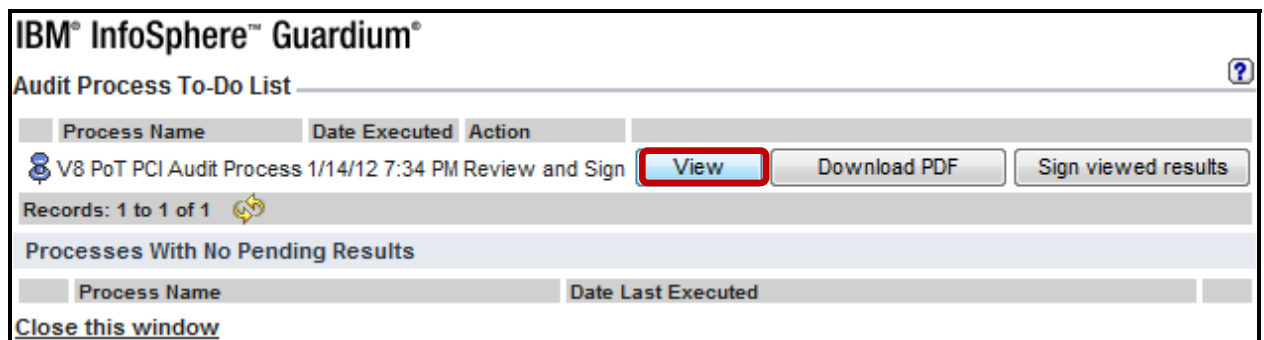 IBM® InfoSphere™ Guardium®
?
Audit Process To-Do List
Process Name Date Executed Action
V8 PoT PCI Audit Process 1/14/12 7:34 PM Review and Sign View Download PDF Sign viewed results
Records: 1 to 1 of 1
Processes With No Pending Results
Process Name Date Last Executed
Close this window